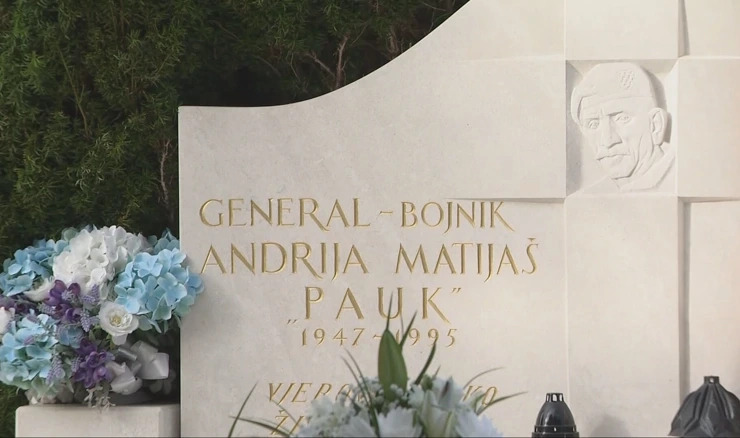 GENERAL - BOJNIK
ANDRIJA MATIJAŠ
"PAUK"
1947 - 1995